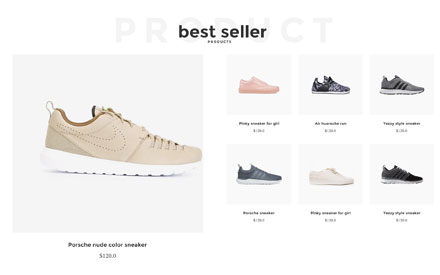 PRODUCT
best seller
PRODUCTS
Pinky sneaker for girl
$120.0
Air huarache run
$120.0
Yeezy style sneaker
$120.0
Porsche nude color sneaker
$120.0
Porsche sneaker
$120.0
Pinky sneaker for girl
$120.0
Yeezy style sneaker
$120.0